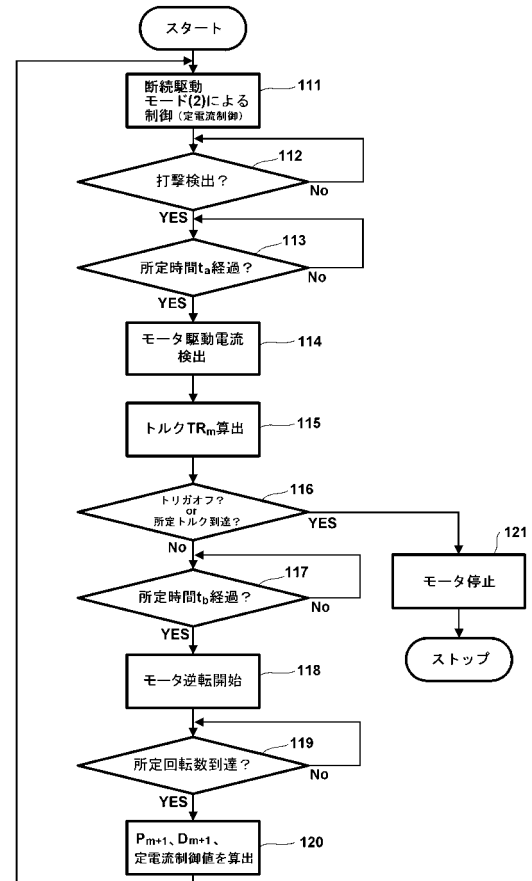 スタート
断続駆動
モード(2)による
制御（定電流制御）
111
打撃検出？
112
No
YES
所定時間ta経過？
113
No
YES
モータ駆動電流
検出
114
トルクTRm算出
115
トリガオフ？
or
所定トルク到達？
116
YES
No
121
モータ停止
ストップ
所定時間tb経過？
117
No
YES
モータ逆転開始
118
所定回転数到達？
119
No
YES
Pm+1、Dm+1、
定電流制御値を算出
120